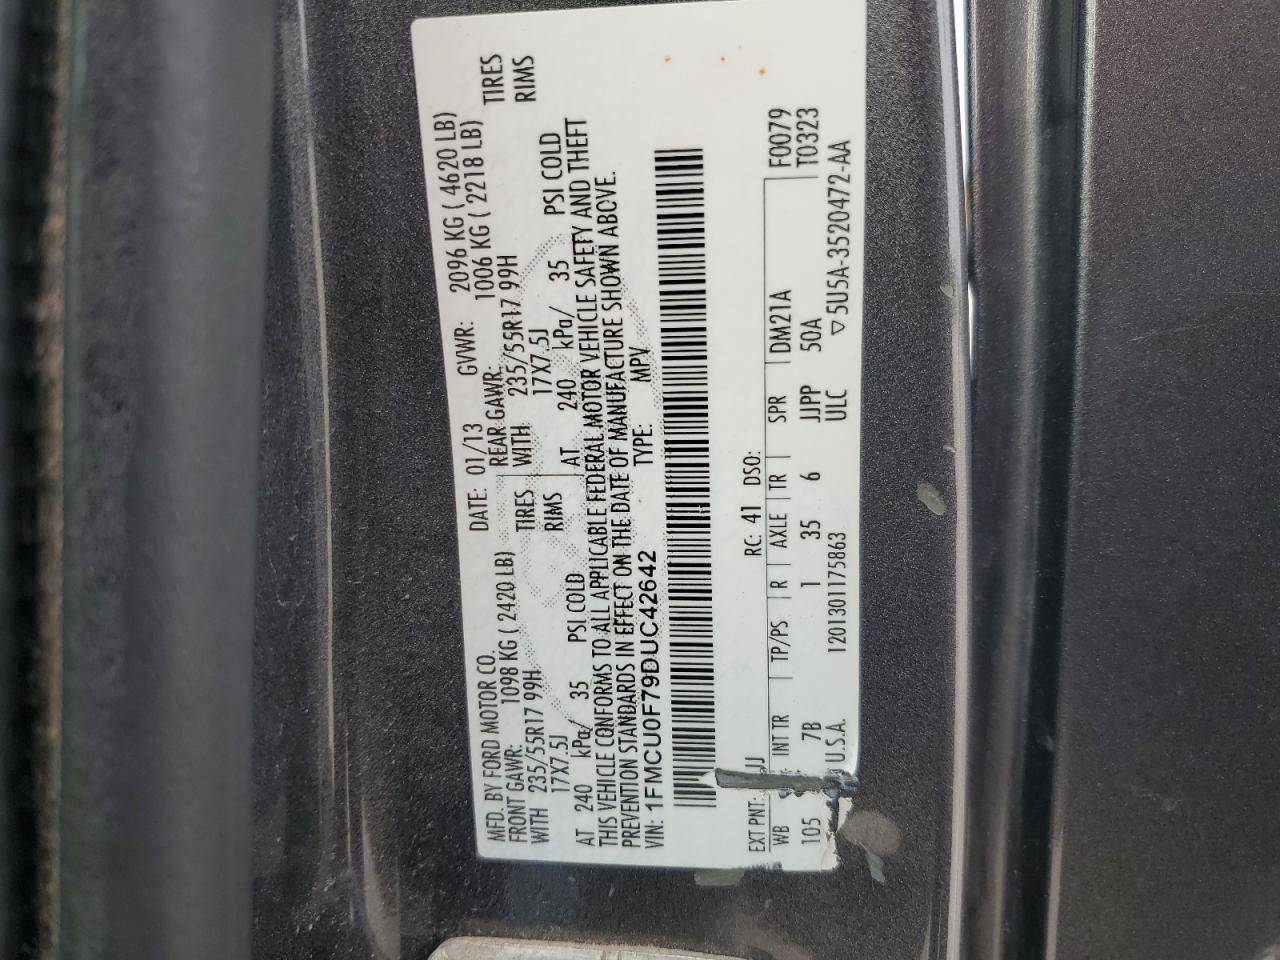 MFD. BY FORD MOTOR CO. DATE: 01/13 GVWR: 2096 KG ( 4620 LB)
FRONT GAWR: 1098 KG ( 2420 LB) REAR GAWR: 1006 KG ( 2218 LB)
WITH 235/55R17 99H TIRES WITH 235/55R17 99H TIRES
17X7.5J RIMS 17X7.5J RIMS
AT 240 kPa/ 35 PSI COLD AT 240 kPa/ 35 PSI COLD
THIS VEHICLE CONFORMS TO ALL APPLICABLE FEDERAL MOTOR VEHICLE SAFETY AND THEFT
PREVENTION STANDARDS IN EFFECT ON THE DATE OF MANUFACTURE SHOWN ABOVE.
VIN: 1FMCU0F79DUC42642 TYPE: MPV
EXT PNT: RC: 41 DSO:
WB INT TR TP/PS R AXLE TR SPR DM21A F0079
105 7B 1 35 6 JJPP 50A T0323
U.S.A. 1201301175863 ULC ▽5U5A-3520472-AA